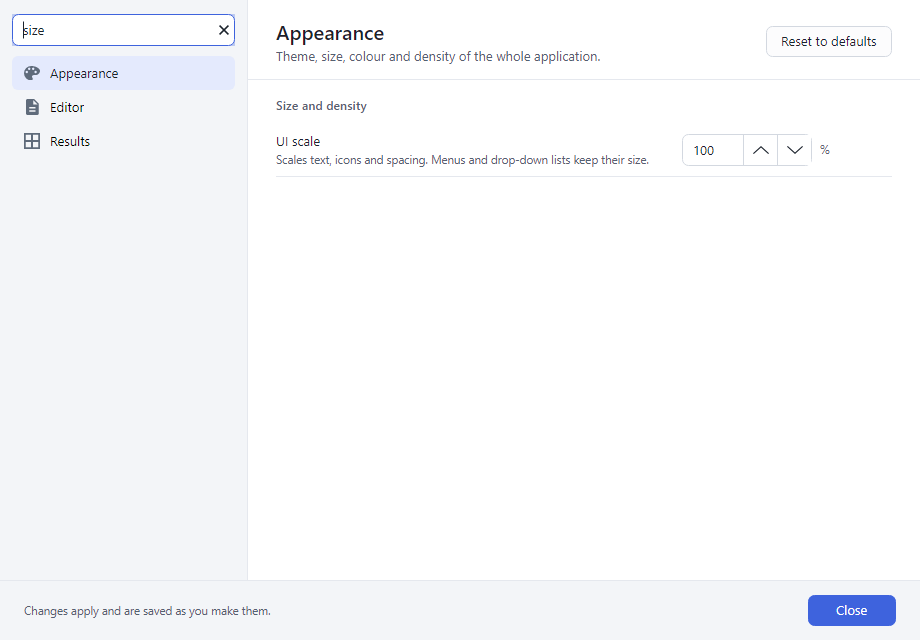 size
Appearance
Editor
Results
Appearance
Theme, size, colour and density of the whole application.
Reset to defaults
Size and density
UI scale
Scales text, icons and spacing. Menus and drop-down lists keep their size.
100
%
Changes apply and are saved as you make them.
Close